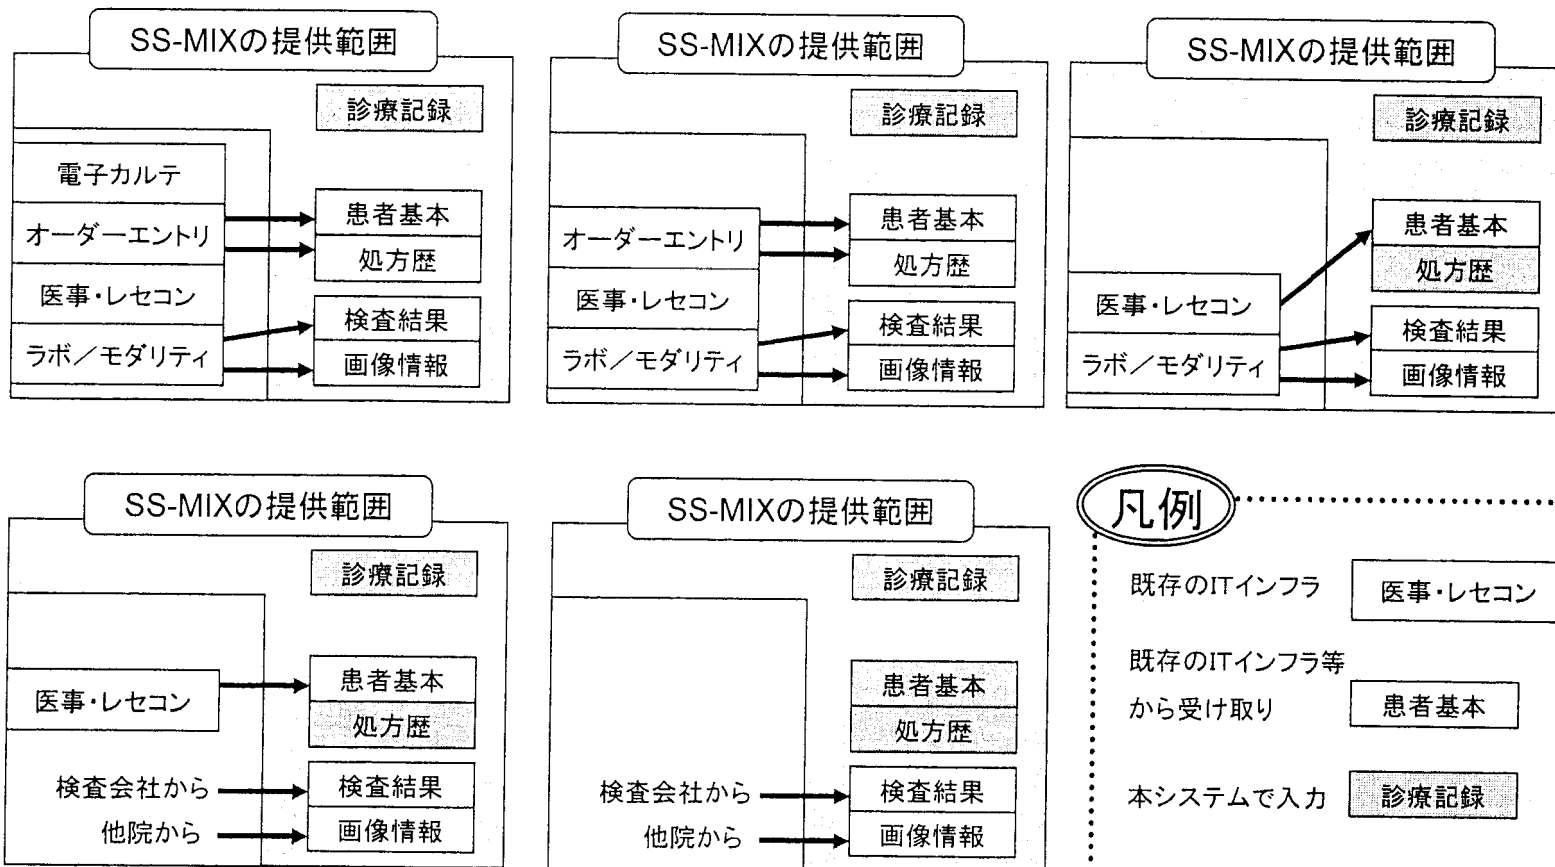 SS-MIXの提供範囲
診療記録
電子カルテ
オーダーエントリ
医事・レセコン
ラボ／モダリティ
患者基本
処方歴
検査結果
画像情報
SS-MIXの提供範囲
診療記録
オーダーエントリ
医事・レセコン
ラボ／モダリティ
患者基本
処方歴
検査結果
画像情報
SS-MIXの提供範囲
診療記録
医事・レセコン
ラボ／モダリティ
患者基本
処方歴
検査結果
画像情報
SS-MIXの提供範囲
診療記録
医事・レセコン
患者基本
処方歴
検査会社から
検査結果
他院から
画像情報
SS-MIXの提供範囲
診療記録
患者基本
処方歴
検査会社から
検査結果
他院から
画像情報
凡例
既存のITインフラ
医事・レセコン
既存のITインフラ等
から受け取り
患者基本
本システムで入力
診療記録